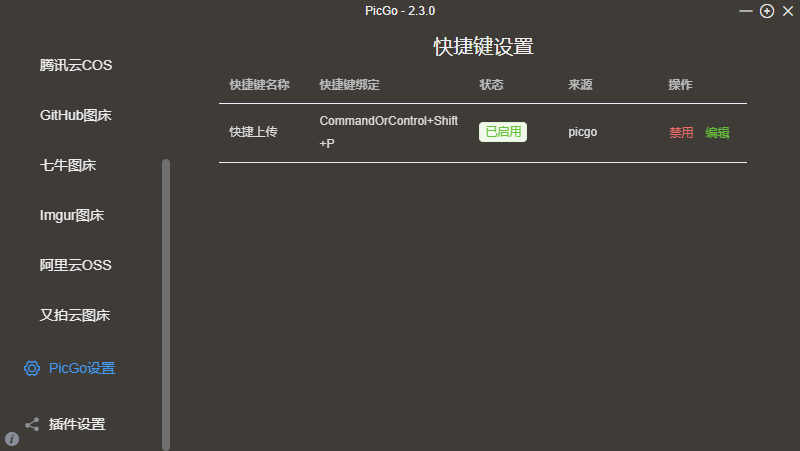 PicGo - 2.3.0
腾讯云COS
GitHub图床
七牛图床
Imgur图床
阿里云OSS
又拍云图床
PicGo设置
插件设置
快捷键设置
快捷键名称 快捷键绑定 状态 来源 操作
快捷上传 CommandOrControl+Shift 已启用 picgo 禁用 编辑
+P